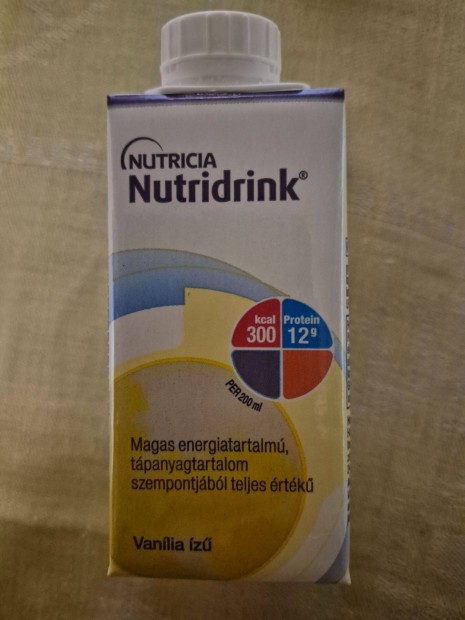 NUTRICIA
Nutridrink®
kcal Protein
300 12g
PER 200 ml
Magas energiatartalmú,
tápanyagtartalom
szempontjából teljes értékű
Vanília ízű